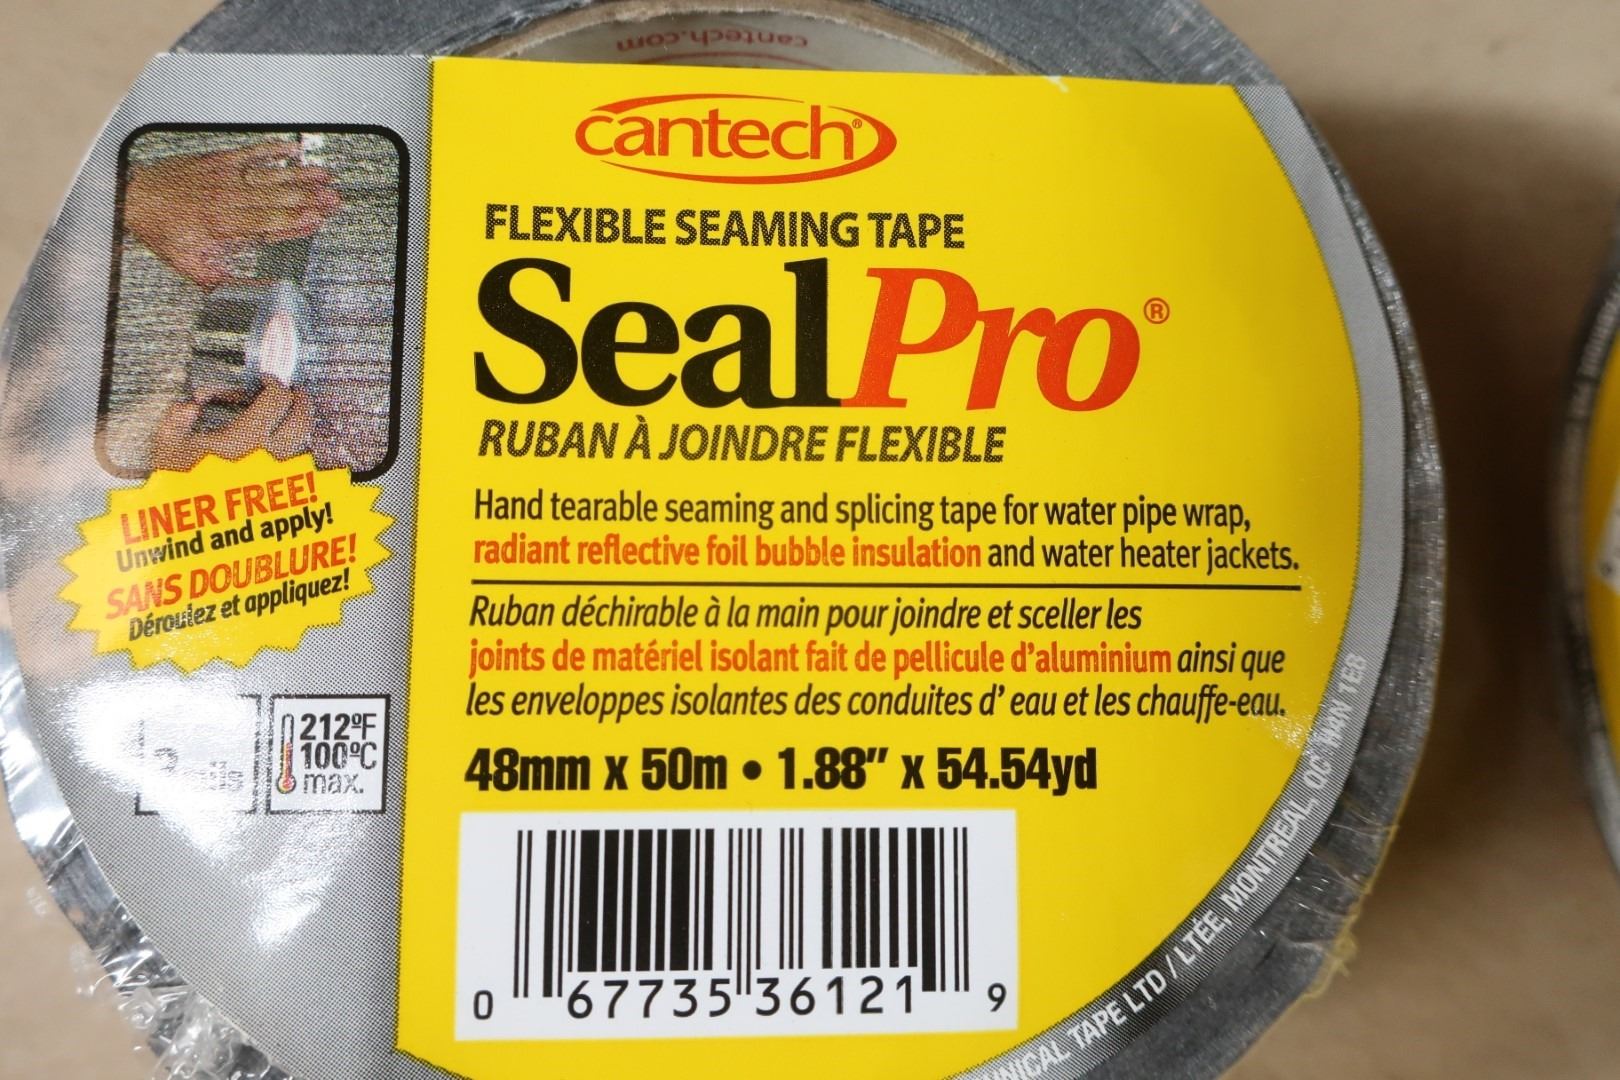 cantech.com
cantech®
FLEXIBLE SEAMING TAPE
SealPro®
RUBAN À JOINDRE FLEXIBLE
Hand tearable seaming and splicing tape for water pipe wrap,
radiant reflective foil bubble insulation and water heater jackets.
Ruban déchirable à la main pour joindre et sceller les
joints de matériel isolant fait de pellicule d'aluminium ainsi que
les enveloppes isolantes des conduites d' eau et les chauffe-eau.
48mm x 50m • 1.88" x 54.54yd
0 67735 36121 9
LINER FREE!
Unwind and apply!
SANS DOUBLURE!
Déroulez et appliquez!
212ºF
100ºC
max.
TAPE LTD / LTÉE, MONTREAL, QC